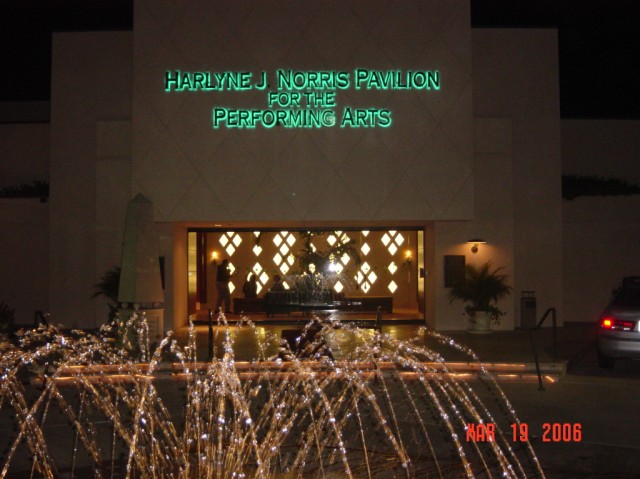 HARLYNE J. NORRIS PAVILION
FOR THE
PERFORMING ARTS
MAR 19 2006